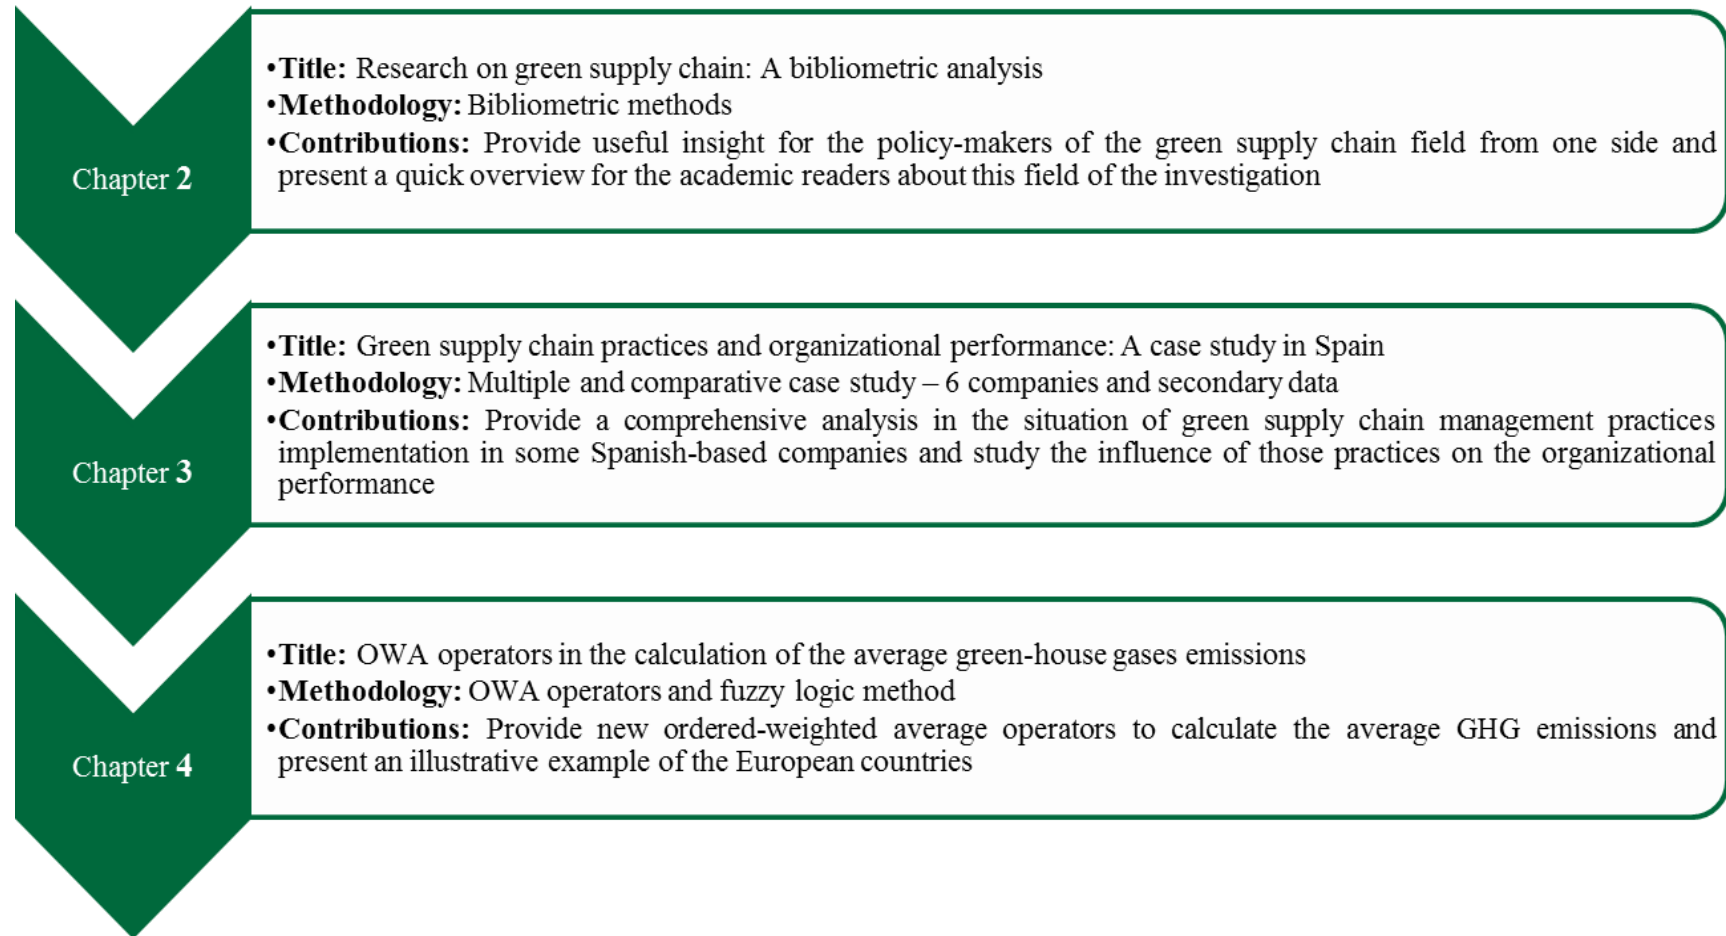 Chapter 2
•Title: Research on green supply chain: A bibliometric analysis
•Methodology: Bibliometric methods
•Contributions: Provide useful insight for the policy-makers of the green supply chain field from one side and
present a quick overview for the academic readers about this field of the investigation
Chapter 3
•Title: Green supply chain practices and organizational performance: A case study in Spain
•Methodology: Multiple and comparative case study – 6 companies and secondary data
•Contributions: Provide a comprehensive analysis in the situation of green supply chain management practices
implementation in some Spanish-based companies and study the influence of those practices on the organizational
performance
Chapter 4
•Title: OWA operators in the calculation of the average green-house gases emissions
•Methodology: OWA operators and fuzzy logic method
•Contributions: Provide new ordered-weighted average operators to calculate the average GHG emissions and
present an illustrative example of the European countries